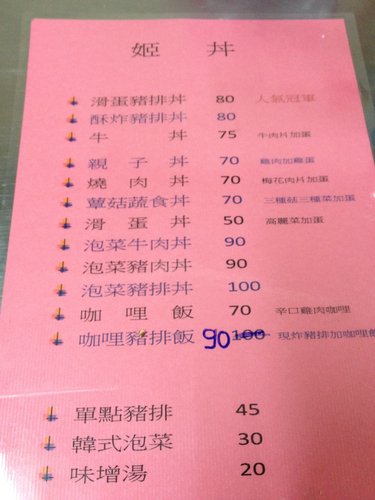 姬 丼
滑蛋豬排丼 80 人氣冠軍
酥炸豬排丼 80
牛 丼 75 牛肉片加蛋
親 子 丼 70 雞肉加雞蛋
燒 肉 丼 70 梅花肉片加蛋
蕈菇蔬食丼 70 三種菇三種菜加蛋
滑 蛋 丼 50 高麗菜加蛋
泡菜牛肉丼 90
泡菜豬肉丼 90
泡菜豬排丼 100
咖 哩 飯 70 辛口雞肉咖哩
咖哩豬排飯 90 100 現炸豬排加咖哩飯
單點豬排 45
韓式泡菜 30
味增湯 20